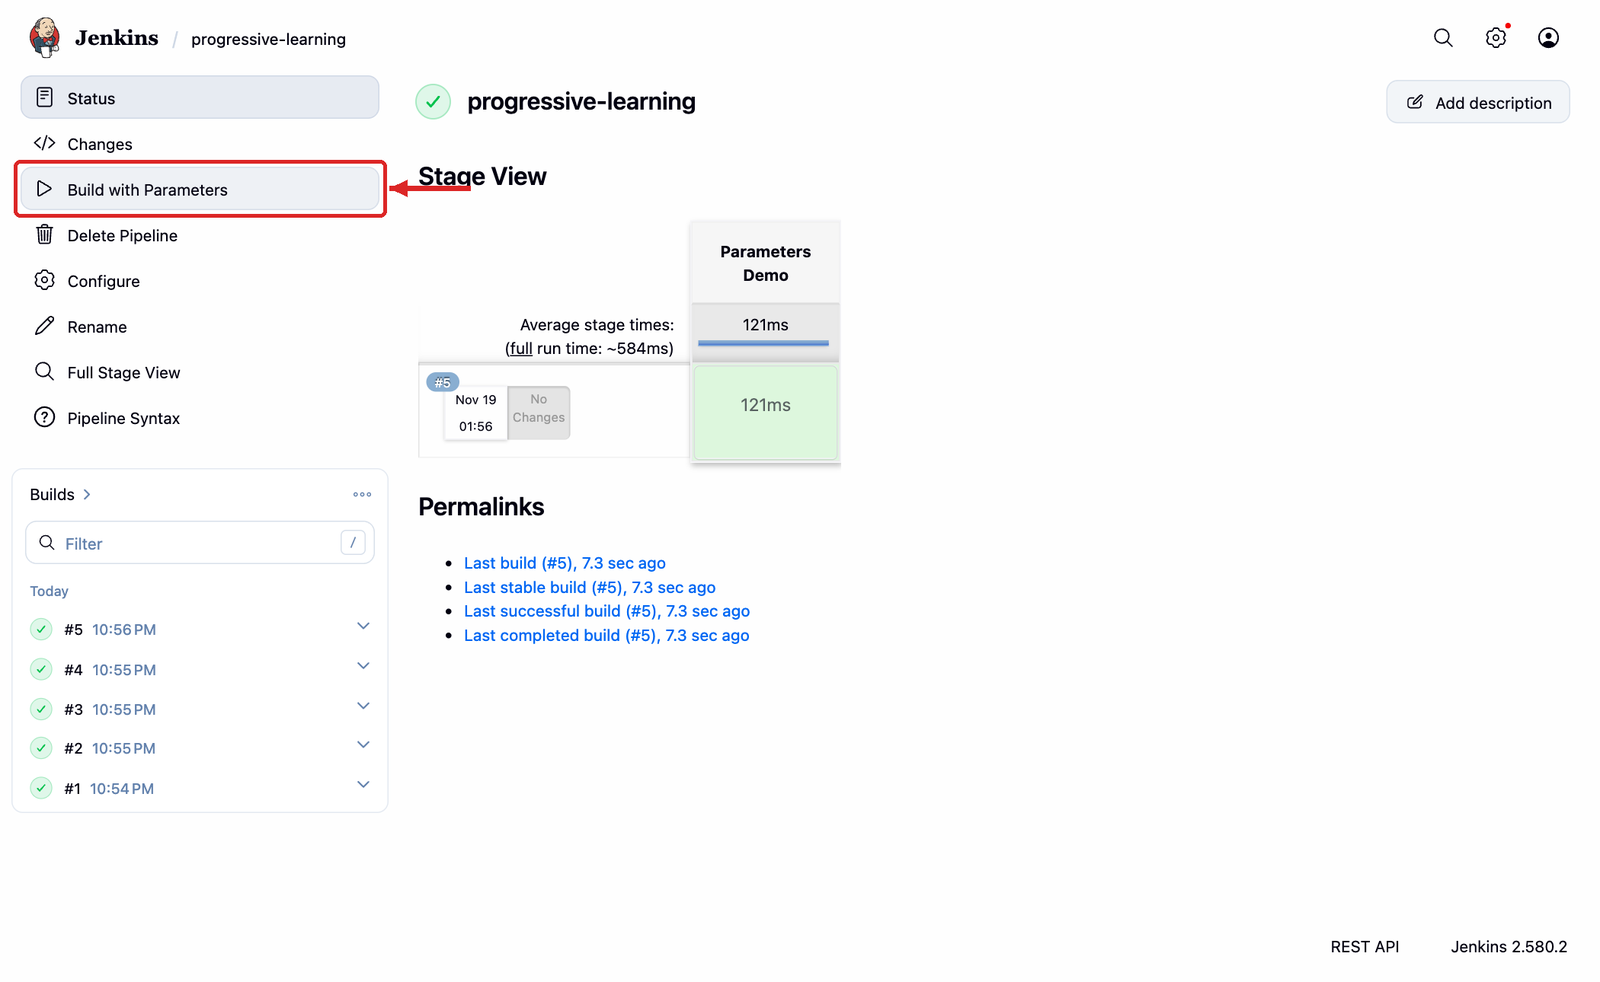 Jenkins / progressive-learning
Status
Changes
Build with Parameters
Delete Pipeline
Configure
Rename
Full Stage View
Pipeline Syntax
Builds
Filter /
Today
#5 10:56 PM
#4 10:55 PM
#3 10:55 PM
#2 10:55 PM
#1 10:54 PM
progressive-learning
Add description
Stage View
Parameters
Demo
Average stage times:
(full run time: ~584ms)
121ms
#5
Nov 19
01:56
No
Changes
121ms
Permalinks
Last build (#5), 7.3 sec ago
Last stable build (#5), 7.3 sec ago
Last successful build (#5), 7.3 sec ago
Last completed build (#5), 7.3 sec ago
REST API
Jenkins 2.580.2